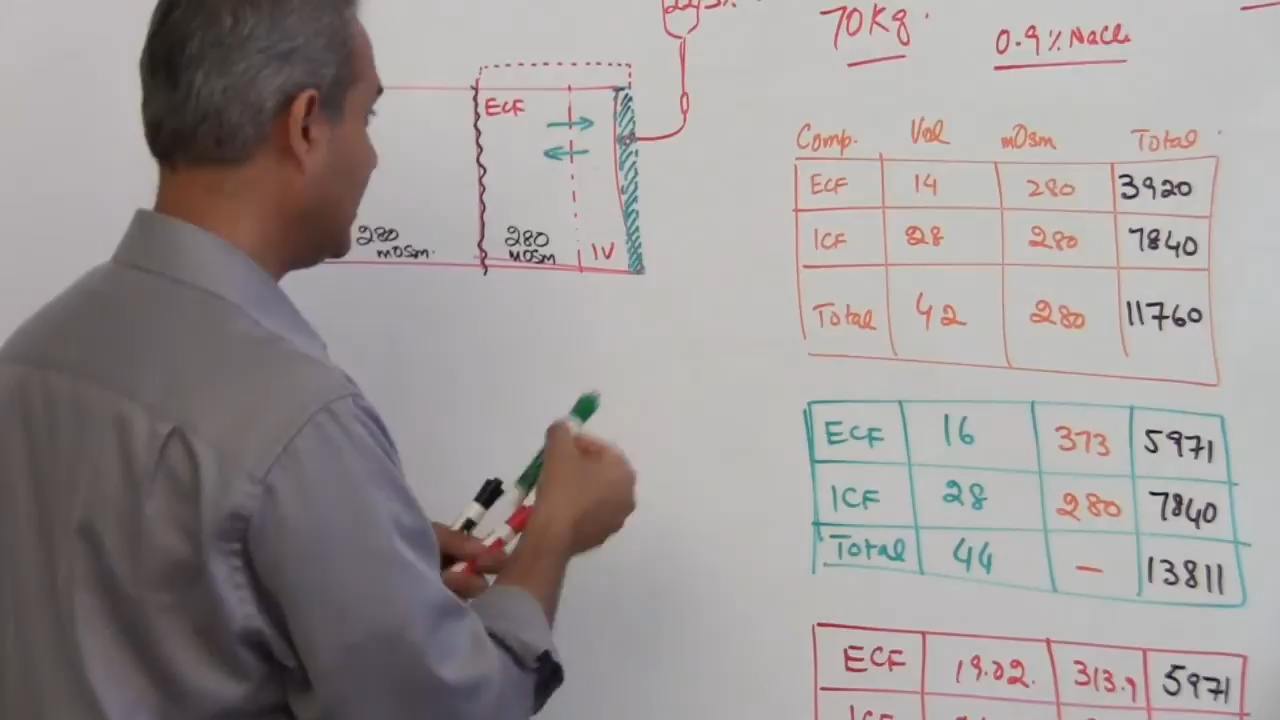 70Kg.
0.9% NaCl
ECF
280
mOsm.
280
mOsm
IV
Comp. Vol mOsm Total
ECF 14 280 3920
ICF 28 280 7840
Total 42 280 11760
ECF 16 373 5971
ICF 28 280 7840
Total 44 — 13811
ECF 19.02. 313.9 5971